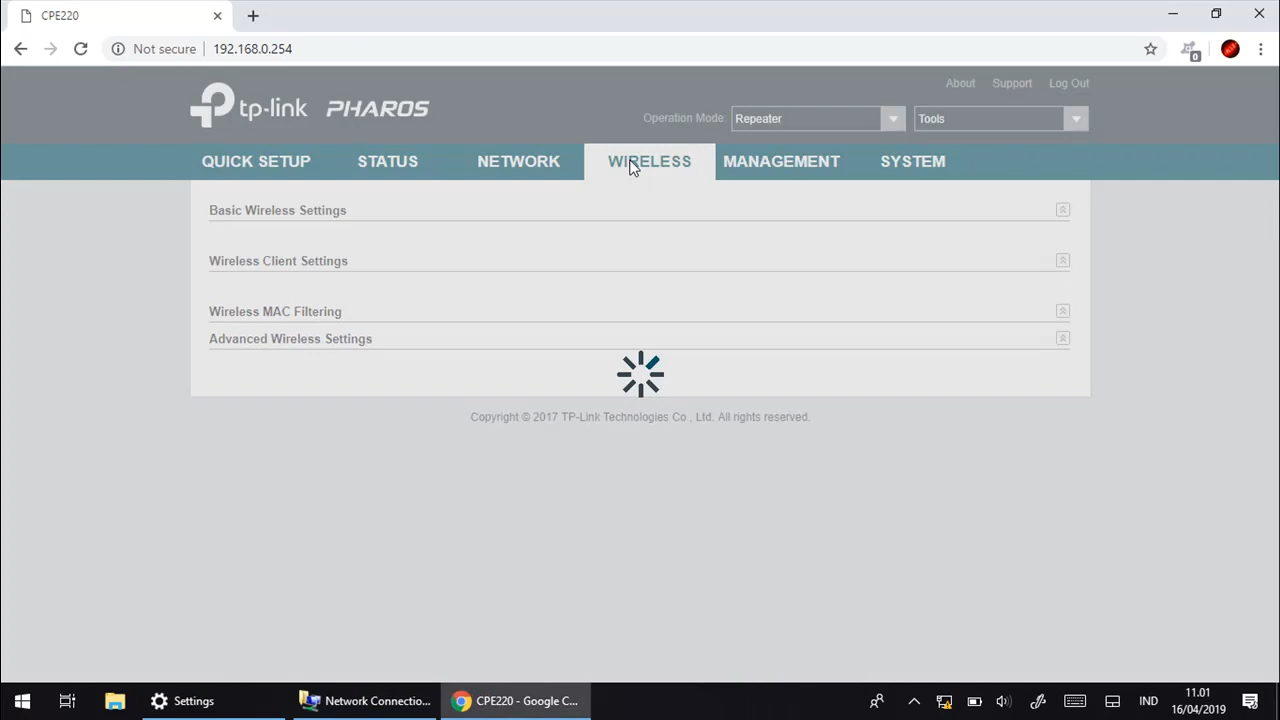 CPE220
Not secure
192.168.0.254
0
tp-link PHAROS
About Support Log Out
Operation Mode: Repeater Tools
QUICK SETUP STATUS NETWORK WIRELESS MANAGEMENT SYSTEM
Basic Wireless Settings
Wireless Client Settings
Wireless MAC Filtering
Advanced Wireless Settings
Copyright © 2017 TP-Link Technologies Co., Ltd. All rights reserved.
Settings
Network Connectio...
CPE220 - Google C...
IND
11.01
16/04/2019